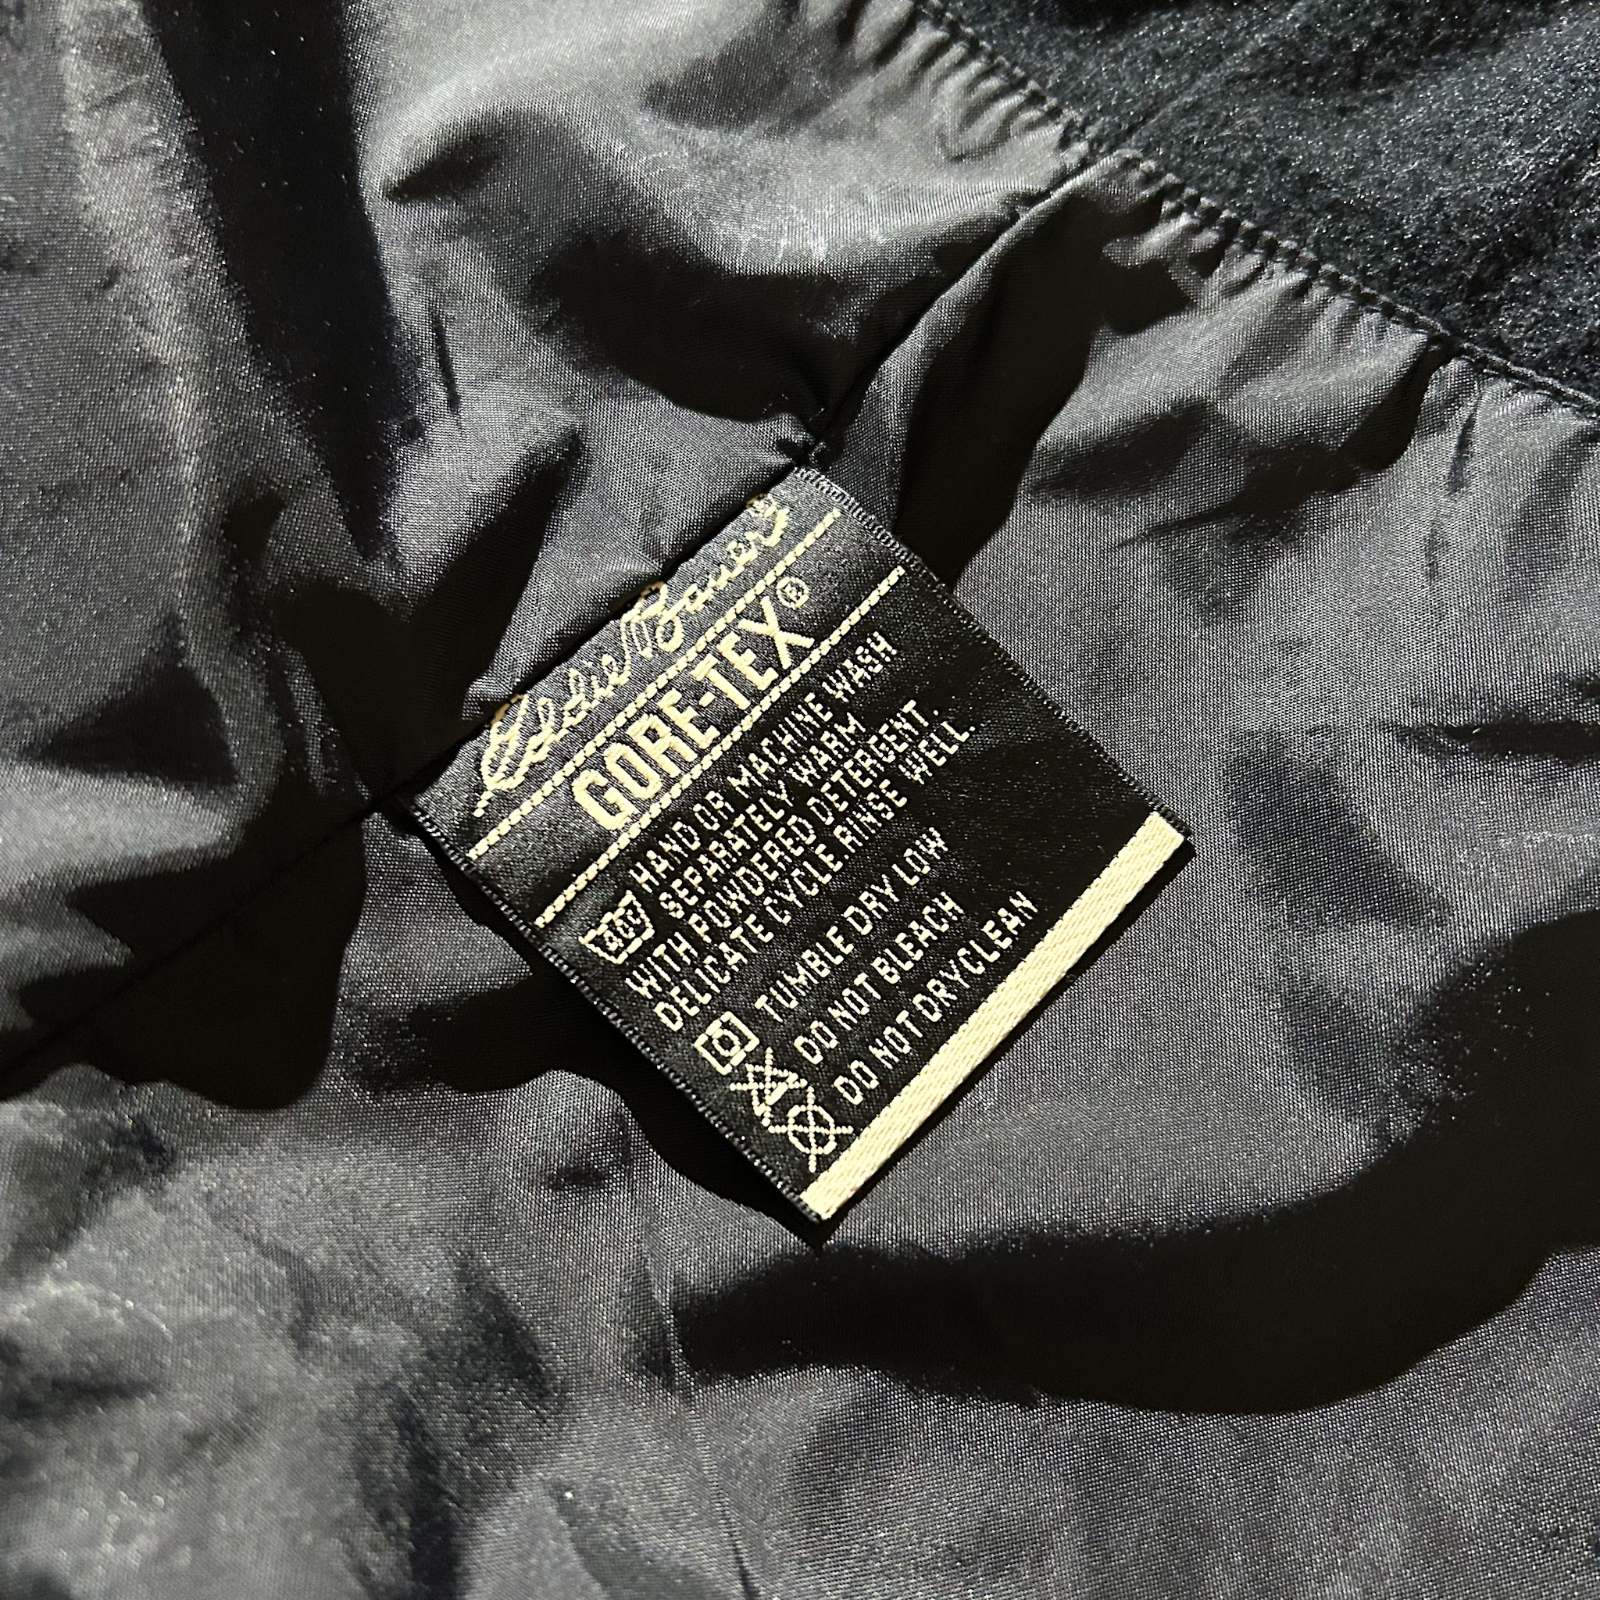 Eddie Bauer®
GORE-TEX®
HAND OR MACHINE WASH
40° SEPARATELY WARM
WITH POWDERED DETERGENT.
DELICATE CYCLE.RINSE WELL.
TUMBLE DRY LOW
DO NOT BLEACH
DO NOT DRYCLEAN